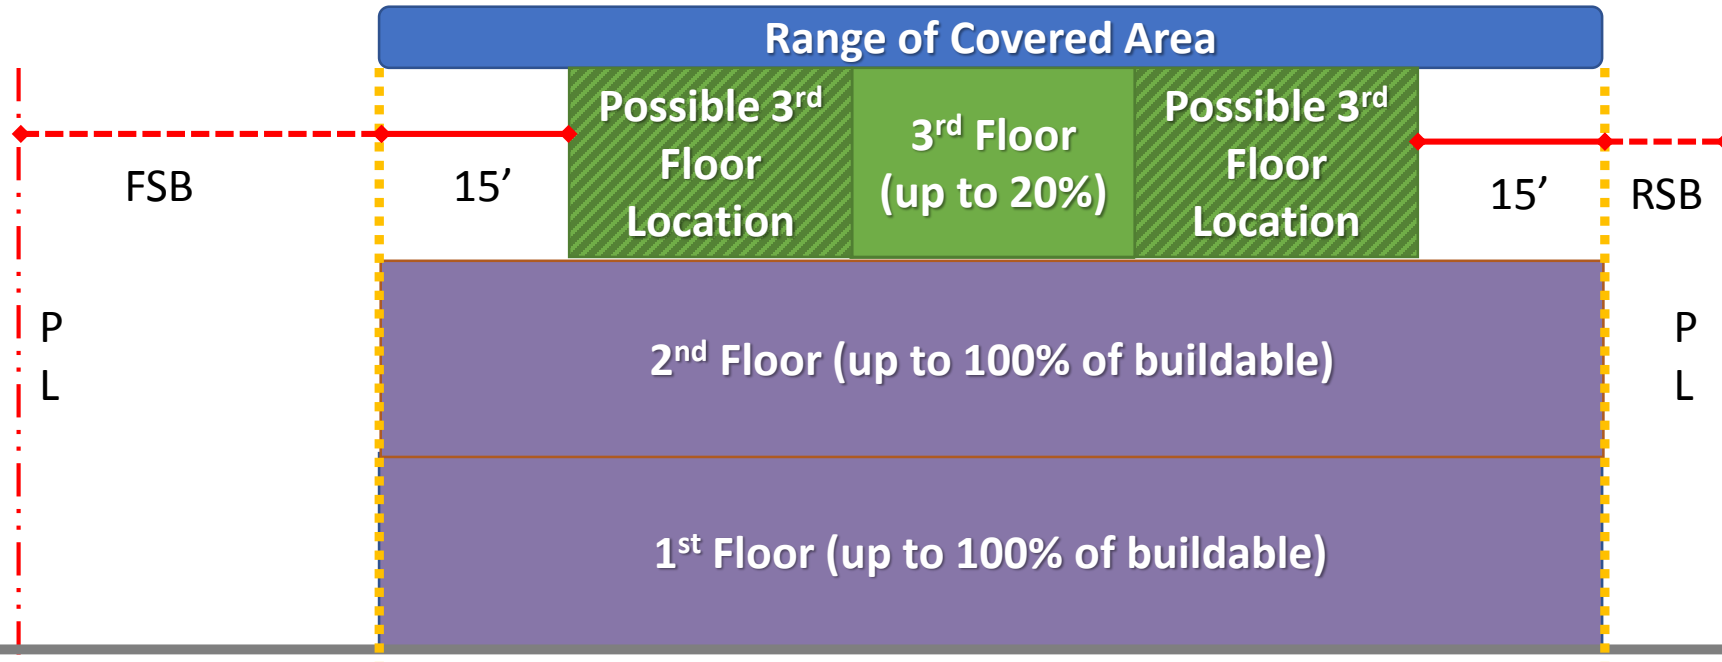 Range of Covered Area
Possible 3rd
Floor
Location
3rd Floor
(up to 20%)
Possible 3rd
Floor
Location
FSB
15’
15’
RSB
P
L
P
L
2nd Floor (up to 100% of buildable)
1st Floor (up to 100% of buildable)